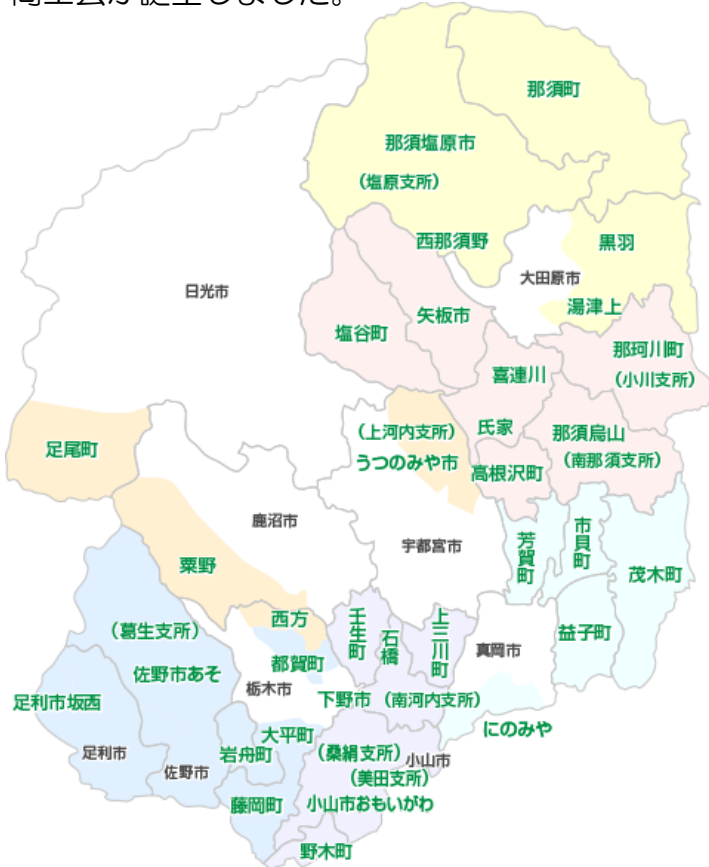 商工会が誕生しました。
那須町
那須塩原市
（塩原支所）
西那須野
黒羽
大田原市
日光市
湯津上
矢板市
塩谷町
那珂川町
（小川支所）
喜連川
（上河内支所）
氏家
那須烏山
足尾町
うつのみや市
（南那須支所）
高根沢町
鹿沼市
宇都宮市
芳賀町
市貝町
粟野
茂木町
西方
壬生町
石橋
上三川町
（葛生支所）
真岡市
益子町
都賀町
佐野市あそ
栃木市
足利市坂西
下野市（南河内支所）
にのみや
大平町
足利市
岩舟町
（桑絹支所）
小山市
佐野市
（美田支所）
藤岡町
小山市おもいがわ
野木町